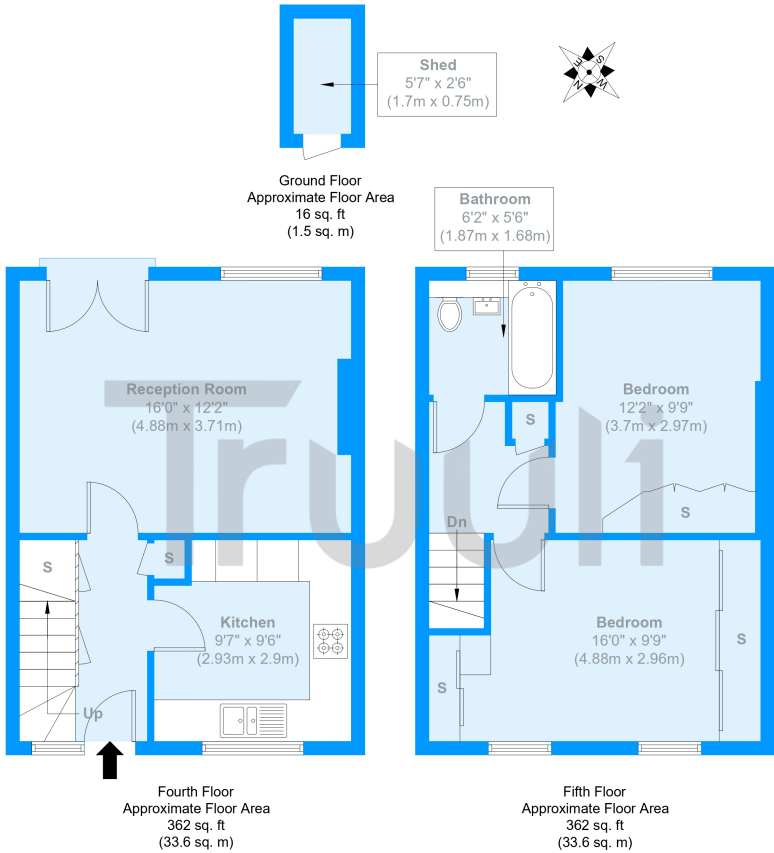 Shed
5'7" x 2'6"
(1.7m x 0.75m)
E
S
N
W
Ground Floor
Approximate Floor Area
16 sq. ft
(1.5 sq. m)
Bathroom
6'2" x 5'6"
(1.87m x 1.68m)
Reception Room
16'0" x 12'2"
(4.88m x 3.71m)
Bedroom
12'2" x 9'9"
(3.7m x 2.97m)
S
S
Truuli
Dn
S
S
Kitchen
9'7" x 9'6"
(2.93m x 2.9m)
Bedroom
16'0" x 9'9"
(4.88m x 2.96m)
S
S
Up
Fourth Floor
Approximate Floor Area
362 sq. ft
(33.6 sq. m)
Fifth Floor
Approximate Floor Area
362 sq. ft
(33.6 sq. m)